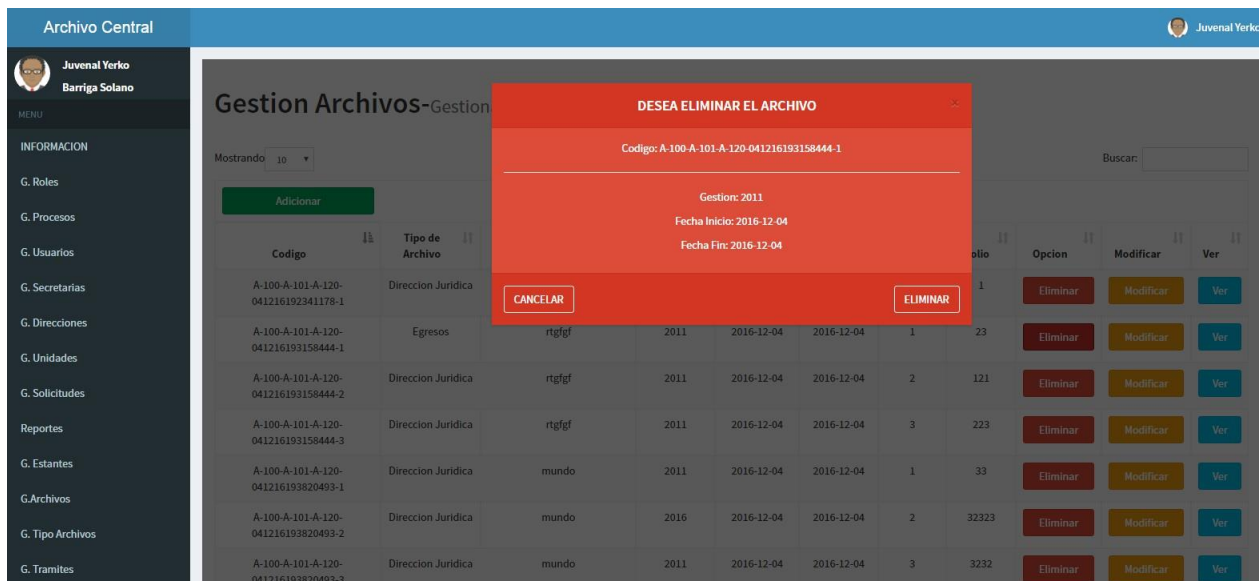 Archivo Central
Juvenal Yerko
Juvenal Yerko
Barriga Solano
MENU
INFORMACION
G. Roles
G. Procesos
G. Usuarios
G. Secretarias
G. Direcciones
G. Unidades
G. Solicitudes
Reportes
G. Estantes
G.Archivos
G. Tipo Archivos
G. Tramites
Gestion Archivos-Gestion
Mostrando 10
Buscar:
Adicionar
DESEA ELIMINAR EL ARCHIVO
×
Codigo: A-100-A-101-A-120-041216193158444-1
Gestion: 2011
Fecha Inicio: 2016-12-04
Fecha Fin: 2016-12-04
CANCELAR ELIMINAR
Codigo Tipo de Archivo olio Opcion Modificar Ver
A-100-A-101-A-120-041216192341178-1 Direccion Juridica 1 Eliminar Modificar Ver
A-100-A-101-A-120-041216193158444-1 Egresos rtgfgf 2011 2016-12-04 2016-12-04 1 23 Eliminar Modificar Ver
A-100-A-101-A-120-041216193158444-2 Direccion Juridica rtgfgf 2011 2016-12-04 2016-12-04 2 121 Eliminar Modificar Ver
A-100-A-101-A-120-041216193158444-3 Direccion Juridica rtgfgf 2011 2016-12-04 2016-12-04 3 223 Eliminar Modificar Ver
A-100-A-101-A-120-041216193820493-1 Direccion Juridica mundo 2011 2016-12-04 2016-12-04 1 33 Eliminar Modificar Ver
A-100-A-101-A-120-041216193820493-2 Direccion Juridica mundo 2016 2016-12-04 2016-12-04 2 32323 Eliminar Modificar Ver
A-100-A-101-A-120-041216193820493-3 Direccion Juridica mundo 2011 2016-12-04 2016-12-04 3 3232 Eliminar Modificar Ver